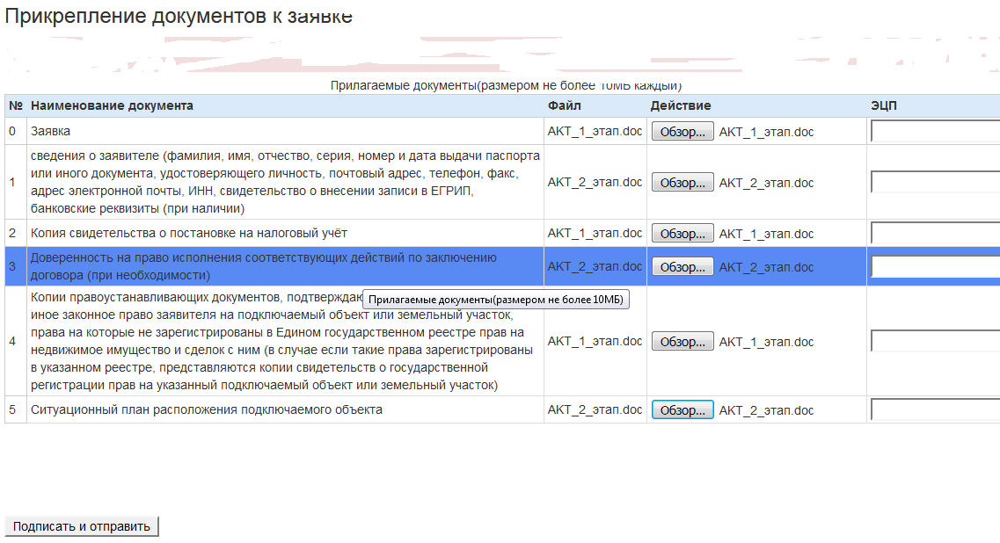 Прикрепление документов к заявке
Прилагаемые документы(размером не более 10МБ каждый)
№ Наименование документа Файл Действие ЭЦП
0 Заявка АКТ_1_этап.doc Обзор... АКТ_1_этап.doc
сведения о заявителе (фамилия, имя, отчество, серия, номер и дата выдачи паспорта
или иного документа, удостоверяющего личность, почтовый адрес, телефон, факс,
1 АКТ_2_этап.doc Обзор... АКТ_2_этап.doc
адрес электронной почты, ИНН, свидетельство о внесении записи в ЕГРИП,
банковские реквизиты (при наличии)
2 Копия свидетельства о постановке на налоговый учёт АКТ_1_этап.doc Обзор... АКТ_1_этап.doc
Доверенность на право исполнения соответствующих действий по заключению
3 АКТ_2_этап.doc Обзор... АКТ_2_этап.doc
договора (при необходимости)
Копии правоустанавливающих документов, подтверждаю
Прилагаемые документы(размером не более 10МБ)
иное законное право заявителя на подключаемый объект или земельный участок,
права на которые не зарегистрированы в Едином государственном реестре прав на
4 АКТ_1_этап.doc Обзор... АКТ_1_этап.doc
недвижимое имущество и сделок с ним (в случае если такие права зарегистрированы
в указанном реестре, представляются копии свидетельств о государственной
регистрации прав на указанный подключаемый объект или земельный участок)
5 Ситуационный план расположения подключаемого объекта АКТ_2_этап.doc Обзор... АКТ_2_этап.doc
Подписать и отправить